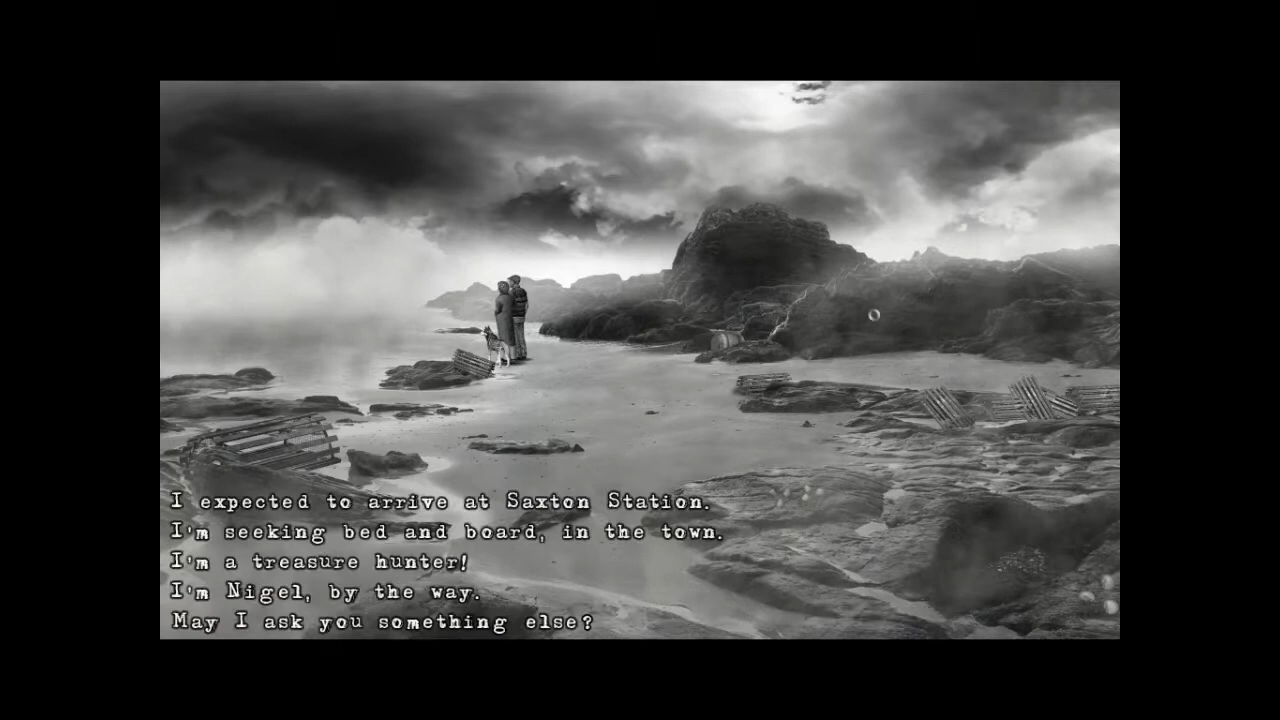 I expected to arrive at Saxton Station.
I'm seeking bed and board, in the town.
I'm a treasure hunter!
I'm Nigel, by the way.
May I ask you something else?